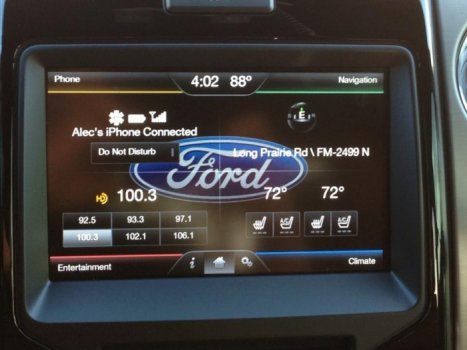 Phone
4:02 88°
Navigation
E
Alec's iPhone Connected
Do Not Disturb
Long Prairie Rd \ FM-2499 N
Ford
HD 100.3
72° 72°
92.5 93.3 97.1
100.3 102.1 106.1
Entertainment
i
Climate